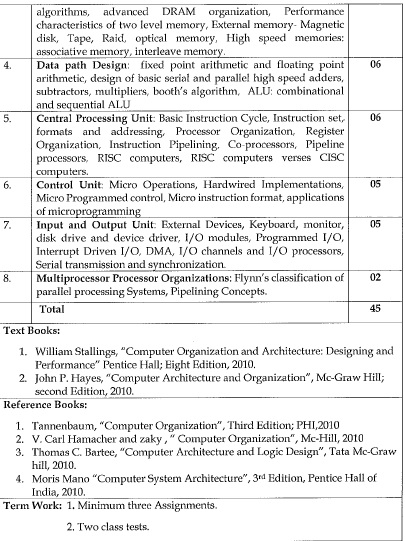 algorithms, advanced DRAM organization, Performance
characteristics of two level memory, External memory- Magnetic
disk, Tape, Raid, optical memory, High speed memories:
associative memory, interleave memory.
4. Data path Design: fixed point arithmetic and floating point 06
arithmetic, design of basic serial and parallel high speed adders,
subtractors, multipliers, booth's algorithm, ALU: combinational
and sequential ALU
5. Central Processing Unit: Basic Instruction Cycle, Instruction set, 06
formats and addressing, Processor Organization, Register
Organization, Instruction Pipelining, Co-processors, Pipeline
processors, RISC computers, RISC computers verses CISC
computers.
6. Control Unit: Micro Operations, Hardwired Implementations, 05
Micro Programmed control, Micro instruction format, applications
of microprogramming
7. Input and Output Unit: External Devices, Keyboard, monitor, 05
disk drive and device driver, I/O modules, Programmed I/O,
Interrupt Driven I/O, DMA, I/O channels and I/O processors,
Serial transmission and synchronization.
8. Multiprocessor Processor Organizations: Flynn's classification of 02
parallel processing Systems, Pipelining Concepts.
Total 45
Text Books:
1. William Stallings, "Computer Organization and Architecture: Designing and
Performance" Pentice Hall; Eight Edition, 2010.
2. John P. Hayes, "Computer Architecture and Organization", Mc-Graw Hill;
second Edition, 2010.
Reference Books:
1. Tannenbaum, "Computer Organization", Third Edition; PHI,2010
2. V. Carl Hamacher and zaky , " Computer Organization", Mc-Hill, 2010
3. Thomas C. Bartee, "Computer Architecture and Logic Design", Tata Mc-Graw
hill, 2010.
4. Moris Mano "Computer System Architecture", 3rd Edition, Pentice Hall of
India, 2010.
Term Work: 1. Minimum three Assignments.
2. Two class tests.